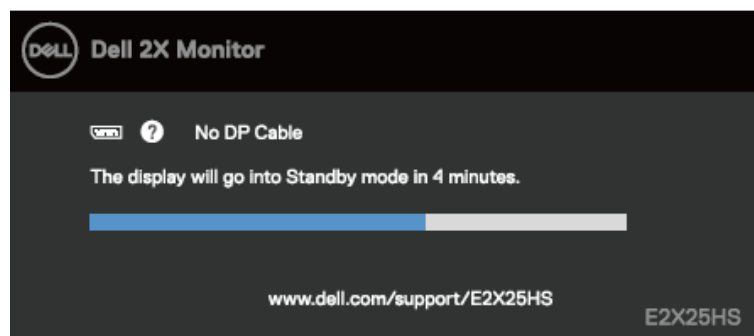 DELL Dell 2X Monitor
? No DP Cable
The display will go into Standby mode in 4 minutes.
www.dell.com/support/E2X25HS
E2X25HS